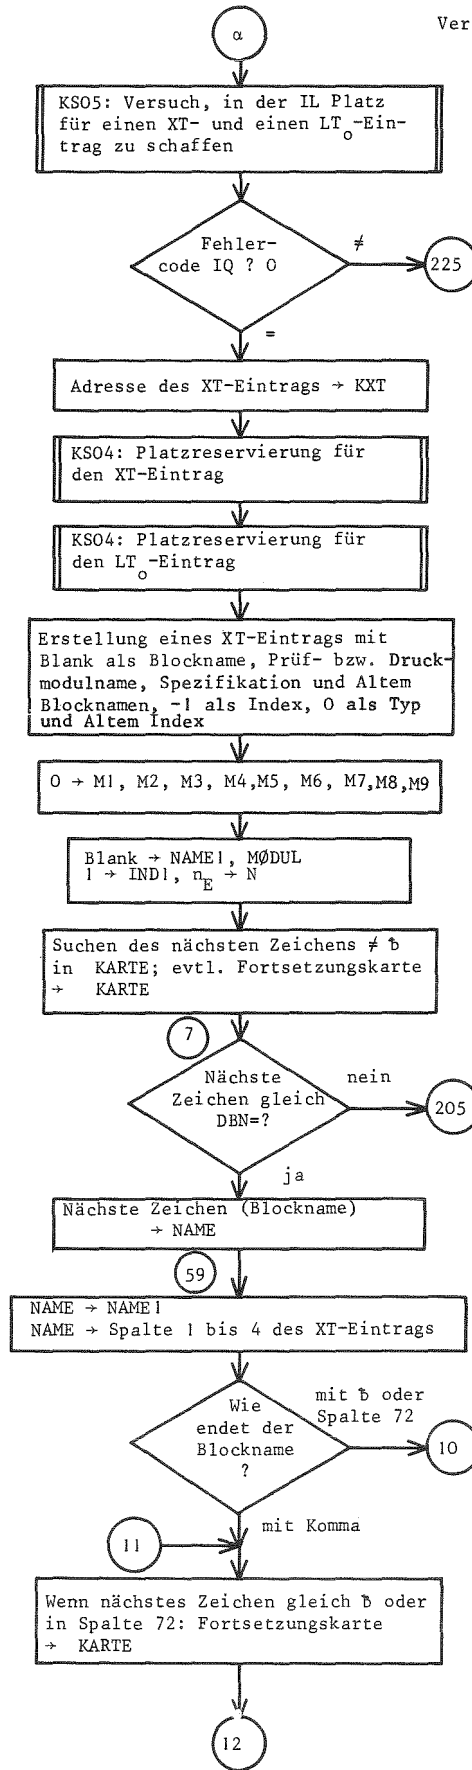 Ver
α
KS05: Versuch, in der IL Platz
für einen XT- und einen LT₀-Ein-
trag zu schaffen
Fehler-
code IQ ? 0
≠
225
=
Adresse des XT-Eintrags → KXT
KS04: Platzreservierung für
den XT-Eintrag
KS04: Platzreservierung für
den LT₀-Eintrag
Erstellung eines XT-Eintrags mit
Blank als Blockname, Prüf- bzw. Druck-
modulname, Spezifikation und Altem
Blocknamen, -1 als Index, 0 als Typ
und Altem Index
0 → M1, M2, M3, M4,M5, M6, M7,M8,M9
Blank → NAME1, MØDUL
1 → IND1, n_E → N
Suchen des nächsten Zeichens ≠ ƀ
in KARTE; evtl. Fortsetzungskarte
→ KARTE
7
Nächste
Zeichen gleich
DBN=?
nein
205
ja
Nächste Zeichen (Blockname)
→ NAME
59
NAME → NAME1
NAME → Spalte 1 bis 4 des XT-Eintrags
Wie
endet der
Blockname
?
mit ƀ oder
Spalte 72
10
mit Komma
11
Wenn nächstes Zeichen gleich ƀ oder
in Spalte 72: Fortsetzungskarte
→ KARTE
12